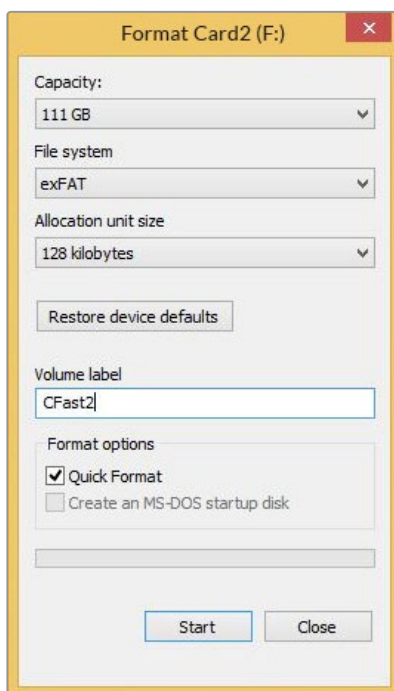 Format Card2 (F:)
Capacity:
111 GB
File system
exFAT
Allocation unit size
128 kilobytes
Restore device defaults
Volume label
CFast2
Format options
Quick Format
Create an MS-DOS startup disk
Start Close